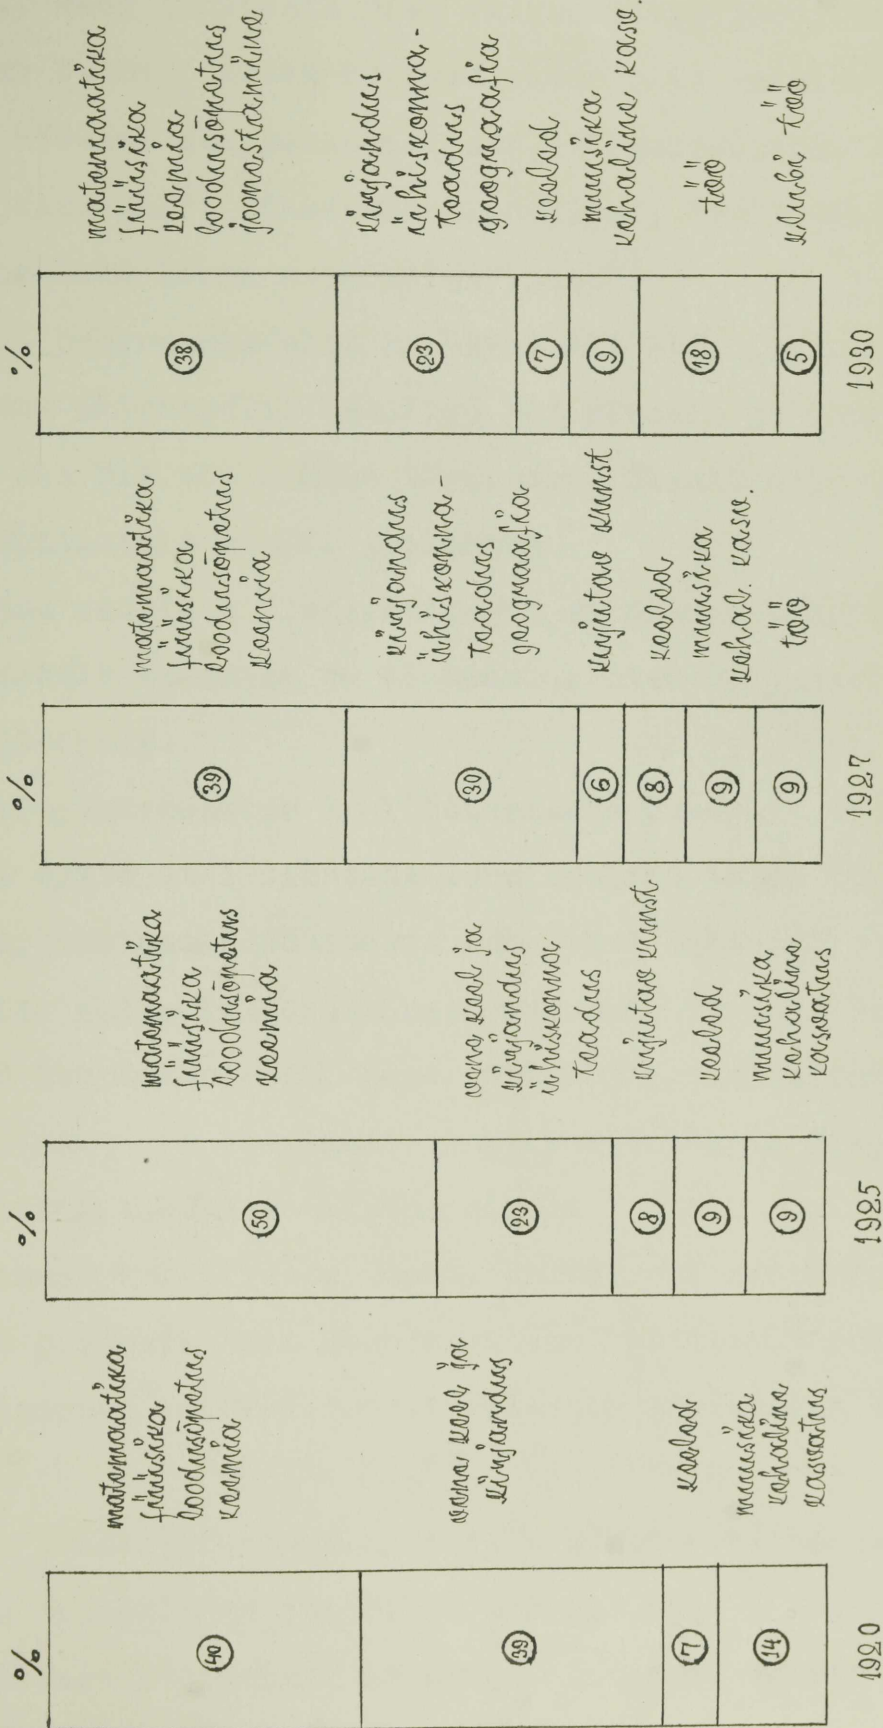 %
40
matemaatika
füüsika
loodusõpetus
keemia
39
vene keel ja
kirjandus
7
keeled
14
muusika
kehaline
kasvatus
1920
%
50
matemaatika
füüsika
loodusõpetus
keemia
23
vene keel ja
kirjandus
ühiskonna-
teadus
8
kujutav kunst
9
keeled
9
muusika
kehaline
kasvatus
1925
%
39
matemaatika
füüsika
loodusõpetus
keemia
30
kirjandus
ühiskonna-
teadus
geograafia
6
kujutav kunst
8
keeled
9
muusika
kehal. kasv.
9
töö
1927
%
38
matemaatika
füüsika
keemia
loodusõpetus
joonestamine
23
kirjandus
ühiskonna-
teadus
geograafia
7
keeled
9
muusika
kehaline kasv.
18
töö
5
klubi töö
1930